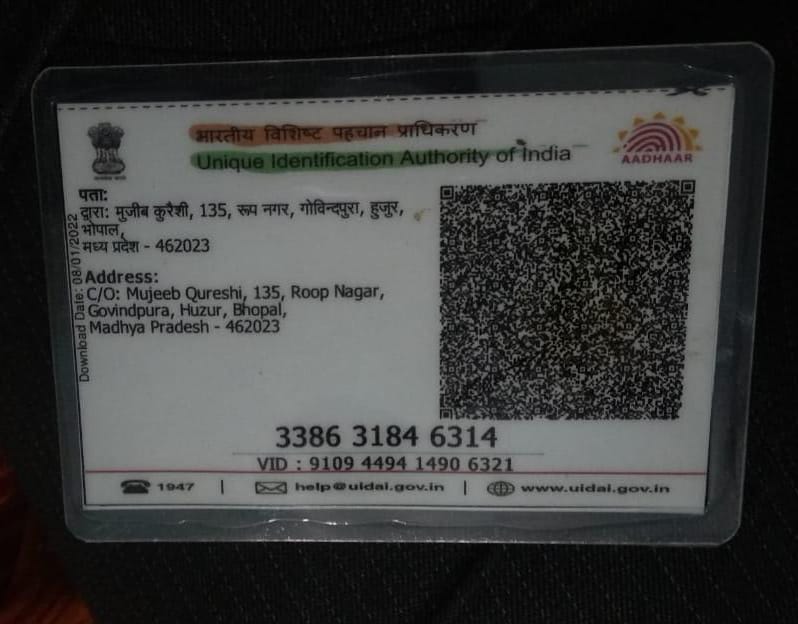 भारतीय विशिष्ट पहचान प्राधिकरण
Unique Identification Authority of India
AADHAAR
पता:
द्वारा: मुजीब कुरैशी, 135, रूप नगर, गोविन्दपुरा, हुजुर,
भोपाल,
मध्य प्रदेश - 462023
Address:
C/O: Mujeeb Qureshi, 135, Roop Nagar,
Govindpura, Huzur, Bhopal,
Madhya Pradesh - 462023
Download Date: 08/01/2022
3386 3184 6314
VID : 9109 4494 1490 6321
1947 | help@uidai.gov.in | www.uidai.gov.in